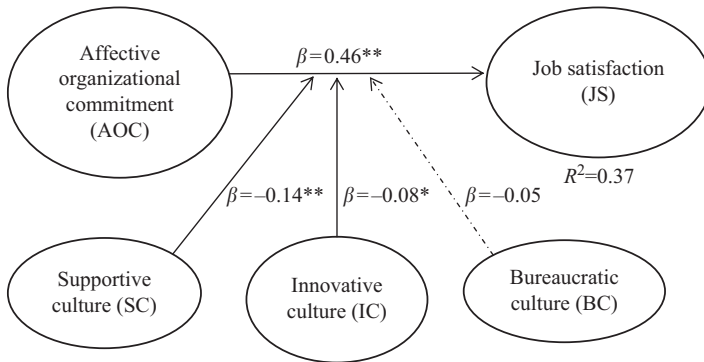 Affective
organizational
commitment
(AOC)
β=0.46**
Job satisfaction
(JS)
R²=0.37
β=–0.14**
β=–0.08*
β=–0.05
Supportive
culture (SC)
Innovative
culture (IC)
Bureaucratic
culture (BC)